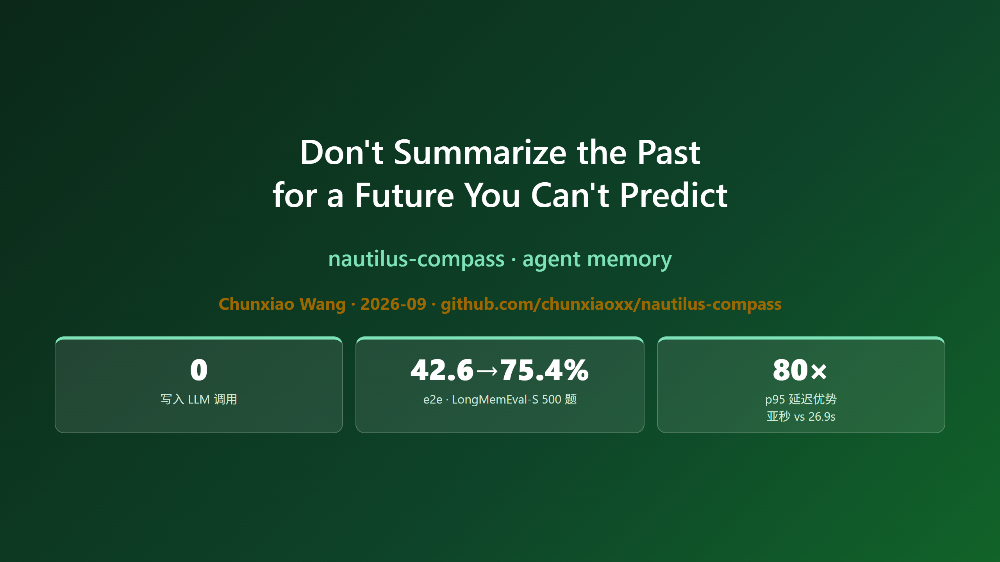 Don't Summarize the Past
for a Future You Can't Predict
nautilus-compass · agent memory
Chunxiao Wang · 2026-09 · github.com/chunxiaoxx/nautilus-compass
0
写入 LLM 调用
42.6→75.4%
e2e · LongMemEval-S 500 题
80×
p95 延迟优势
亚秒 vs 26.9s